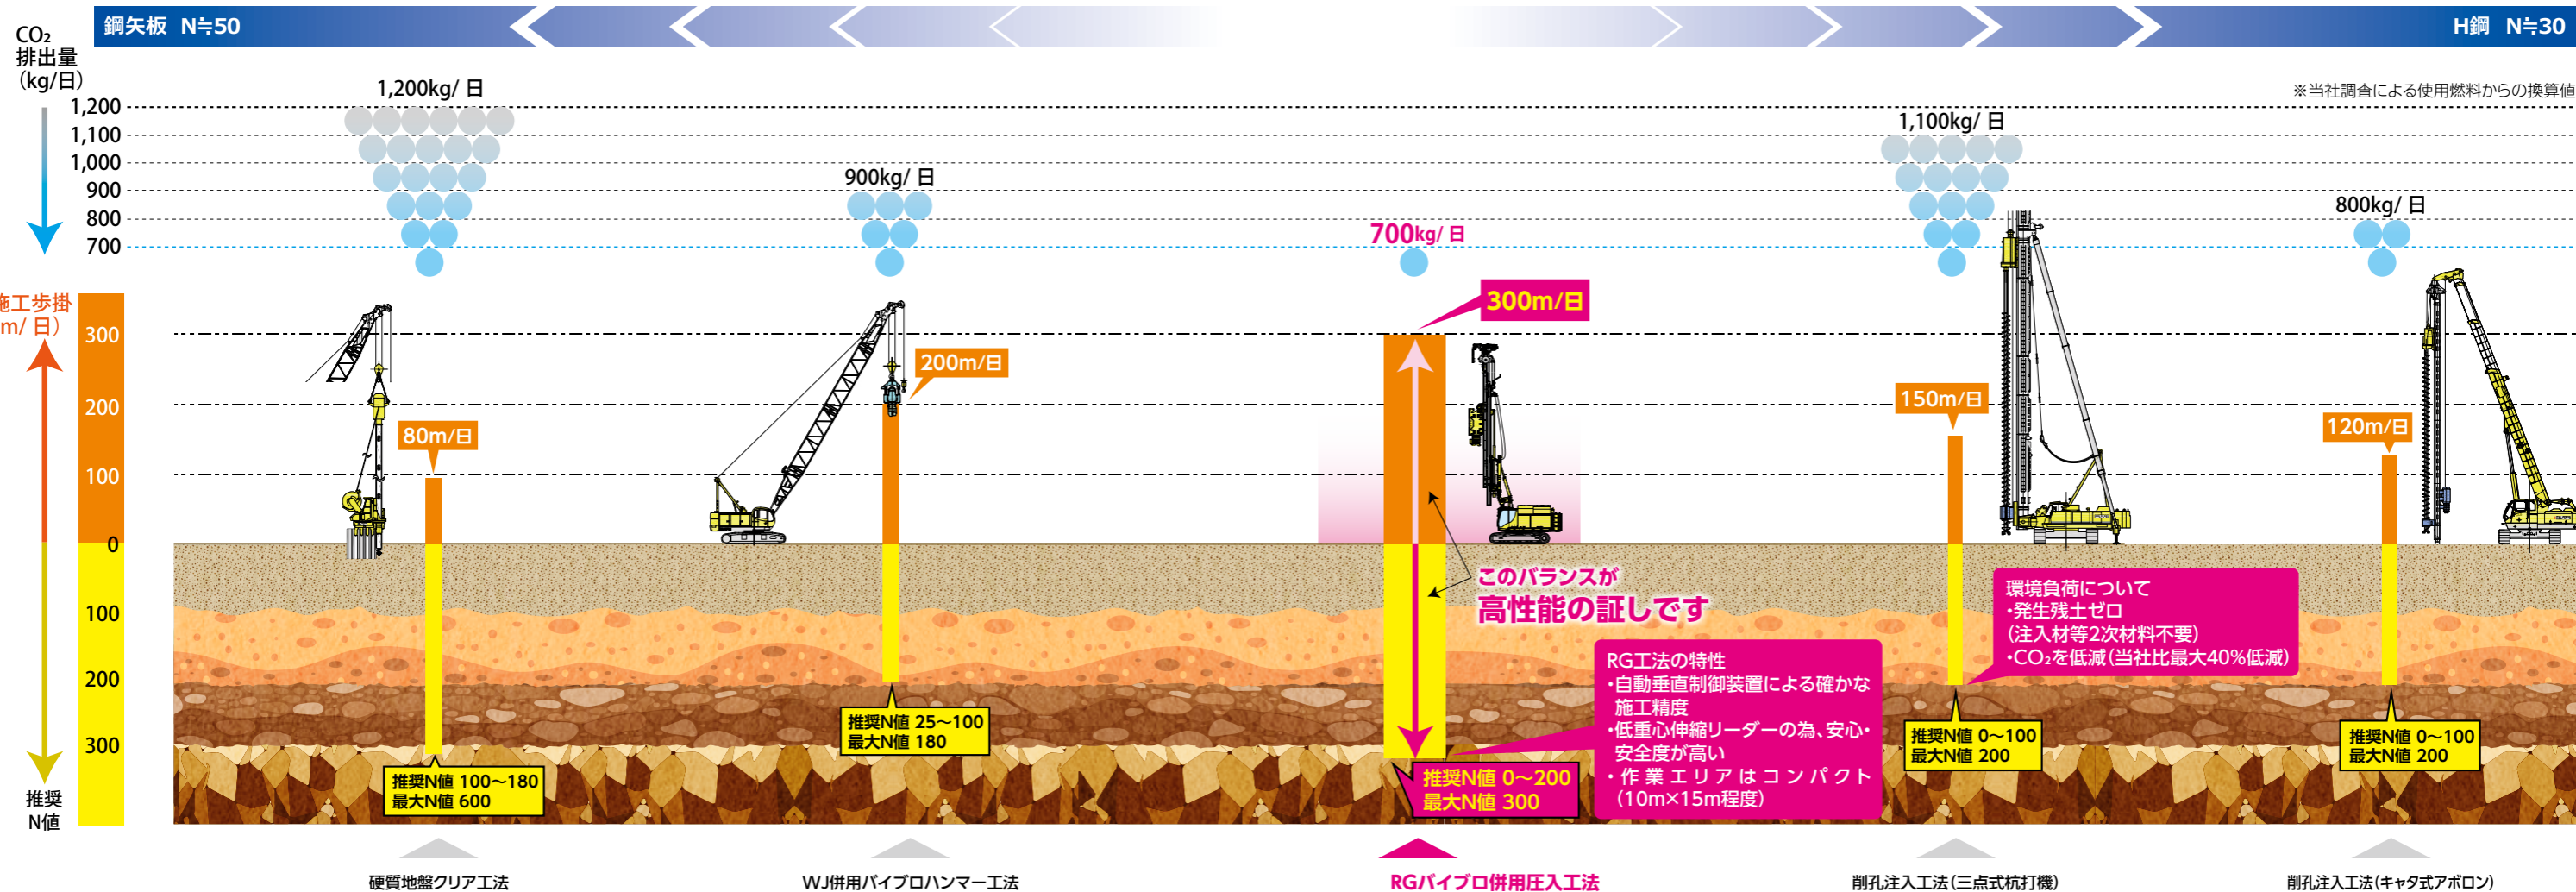 鋼矢板 N≒50
H鋼 N≒30
CO₂
排出量
(kg/日)
※当社調査による使用燃料からの換算値
1,200
1,100
1,000
900
800
700
1,200kg/ 日
900kg/ 日
700kg/ 日
1,100kg/ 日
800kg/ 日
施工歩掛
m/ 日)
300
200
100
0
100
200
300
推奨
N値
80m/日
200m/日
300m/日
150m/日
120m/日
このバランスが
高性能の証しです
環境負荷について
・発生残土ゼロ
(注入材等2次材料不要)
・CO₂を低減(当社比最大40%低減)
RG工法の特性
・自動垂直制御装置による確かな
施工精度
・低重心伸縮リーダーの為、安心・
安全度が高い
・作業エリアはコンパクト
(10m×15m程度)
推奨N値 100～180
最大N値 600
推奨N値 25～100
最大N値 180
推奨N値 0～200
最大N値 300
推奨N値 0～100
最大N値 200
推奨N値 0～100
最大N値 200
硬質地盤クリア工法
WJ併用バイブロハンマー工法
RGバイブロ併用圧入工法
削孔注入工法(三点式杭打機)
削孔注入工法(キャタ式アボロン)